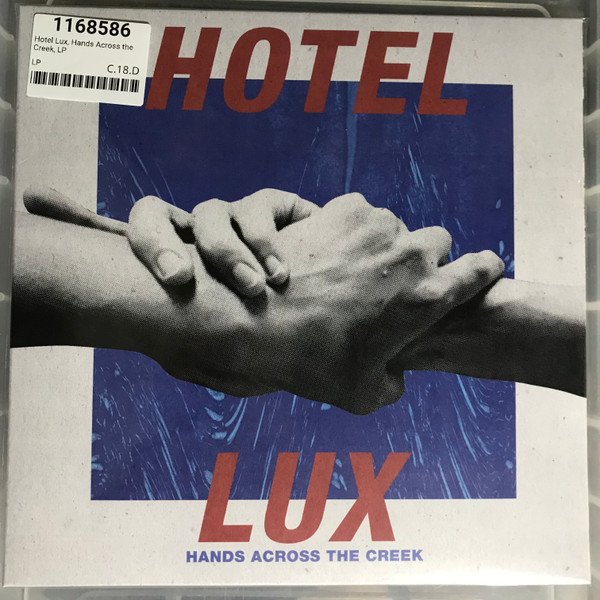 1168586
Hotel Lux, Hands Across the
Creek, LP
LP
C.18.D
HOTEL
LUX
HANDS ACROSS THE CREEK